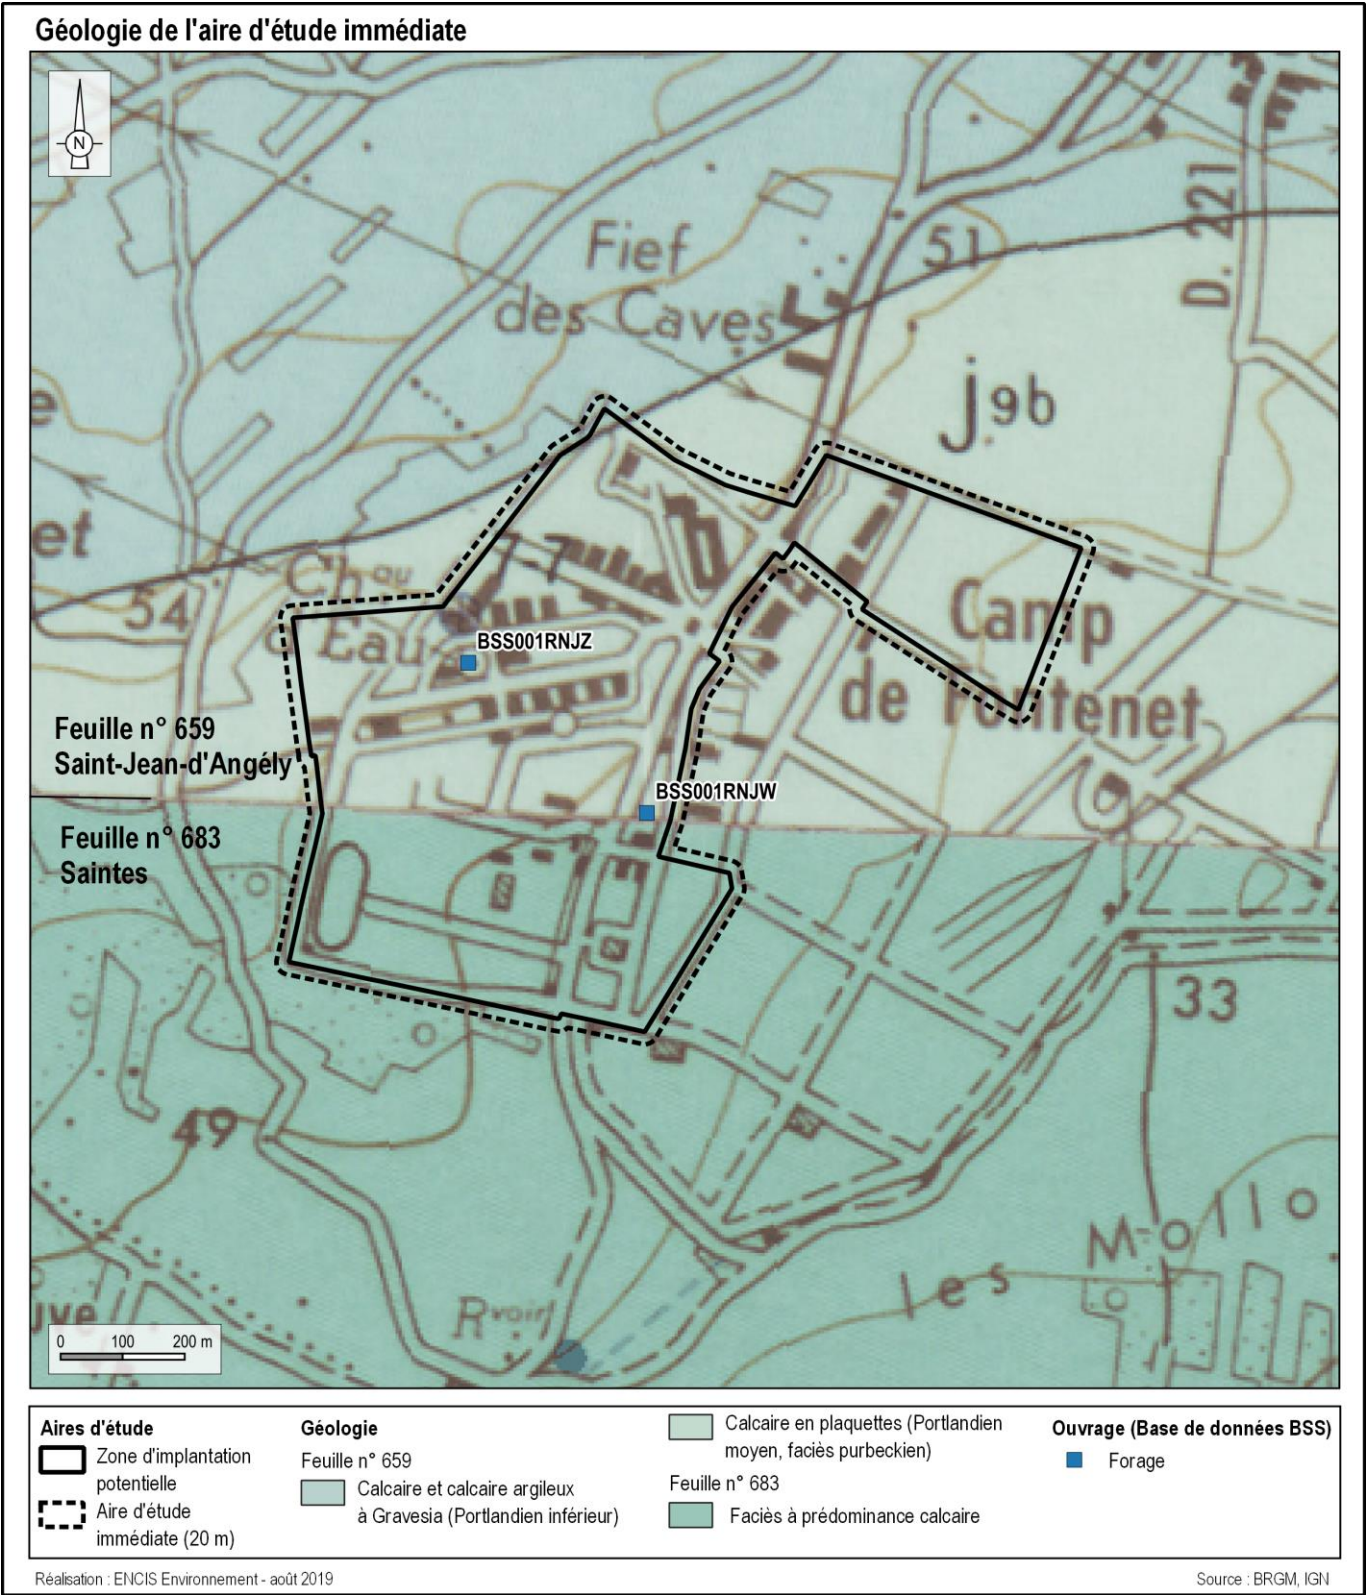 Géologie de l'aire d'étude immédiate
N
Fief
des Caves
51
D. 221
j9b
et
77
Chau
d'Eau
54
BSS001RNJZ
Camp
de Fontenet
Feuille n° 659
Saint-Jean-d'Angély
BSS001RNJW
Feuille n° 683
Saintes
33
49
les Mollo
Rvoir
uve
0 100 200 m
Aires d'étude
Zone d'implantation
potentielle
Aire d'étude
immédiate (20 m)
Géologie
Feuille n° 659
Calcaire et calcaire argileux
à Gravesia (Portlandien inférieur)
Calcaire en plaquettes (Portlandien
moyen, faciès purbeckien)
Feuille n° 683
Faciès à prédominance calcaire
Ouvrage (Base de données BSS)
Forage
Réalisation : ENCIS Environnement - août 2019
Source : BRGM, IGN